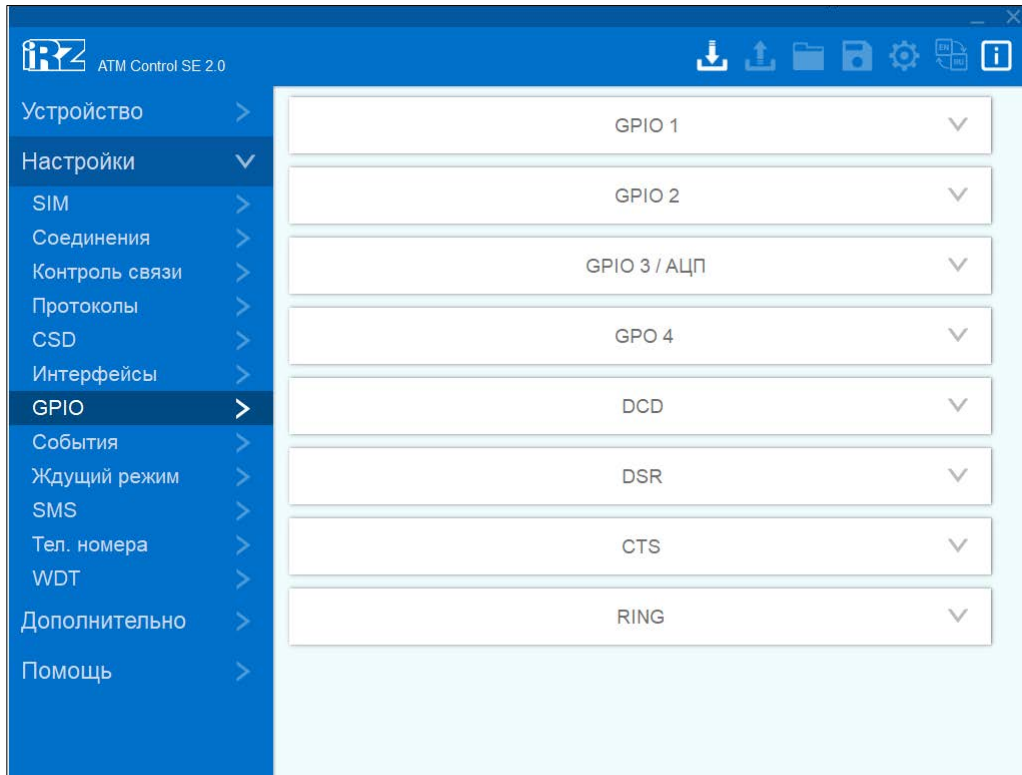 iRZ ATM Control SE 2.0
EN RU i
Устройство
Настройки
SIM
Соединения
Контроль связи
Протоколы
CSD
Интерфейсы
GPIO
События
Ждущий режим
SMS
Тел. номера
WDT
Дополнительно
Помощь
GPIO 1
GPIO 2
GPIO 3 / АЦП
GPO 4
DCD
DSR
CTS
RING